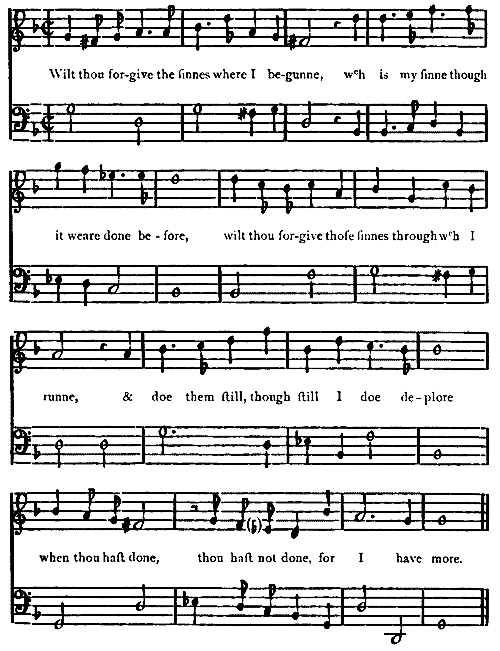 Wilt thou for-give the ſinnes where I be-gunne, wᶜh is my ſinne though
it weare done be-fore, wilt thou for-give thoſe ſinnes through wᶜh I
runne, & doe them ſtill, though ſtill I doe de-plore
when thou haſt done, thou haſt not done, for I have more.